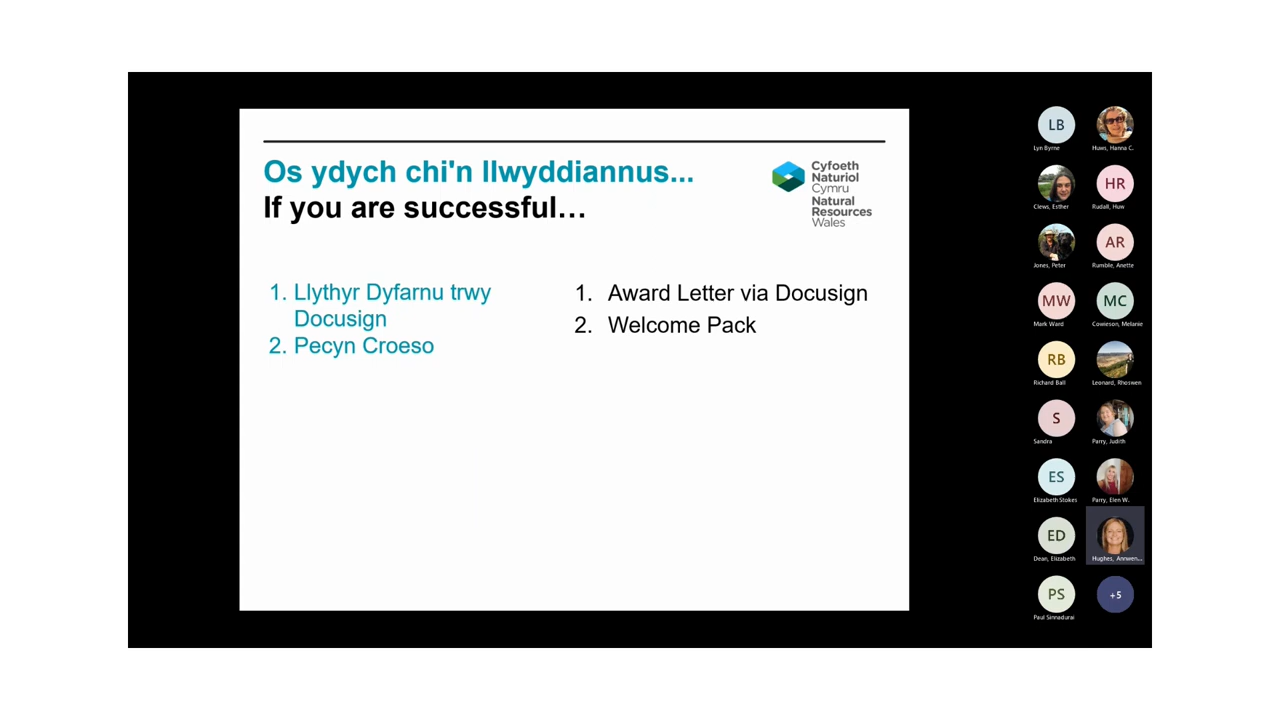 Os ydych chi'n llwyddiannus...
If you are successful…
Cyfoeth
Naturiol
Cymru
Natural
Resources
Wales
1. Llythyr Dyfarnu trwy
Docusign
2. Pecyn Croeso
1. Award Letter via Docusign
2. Welcome Pack
LB
Lyn Byrne
Huws, Hanna C.
Clews, Esther
HR
Rudall, Huw
Jones, Peter
AR
Rumble, Anette
MW
Mark Ward
MC
Cowieson, Melanie
RB
Richard Ball
Leonard, Rhoswen
S
Sandra
Parry, Judith
ES
Elizabeth Stokes
Parry, Elen W.
ED
Dean, Elizabeth
Hughes, Annwen...
PS
Paul Sinnadurai
+5